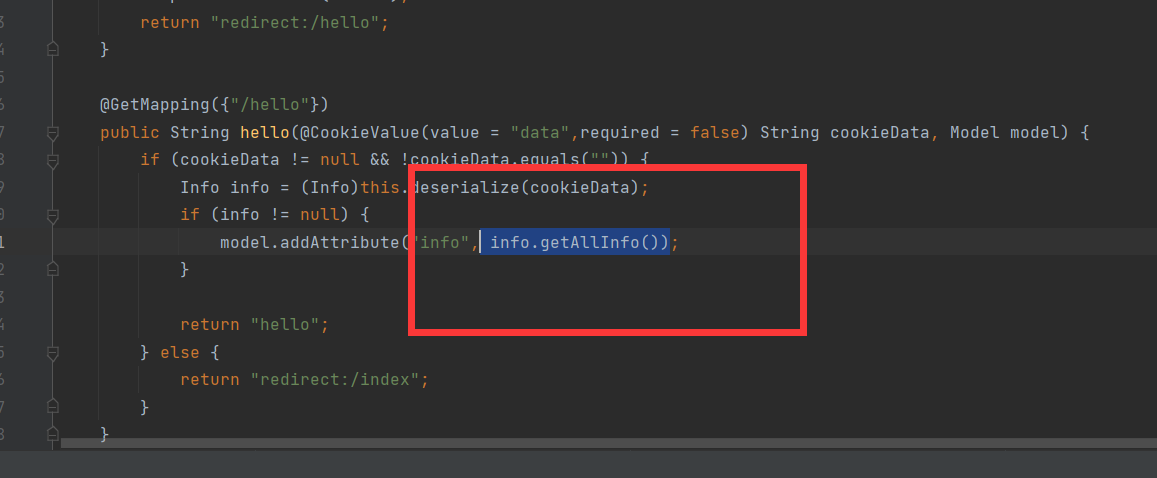 return "redirect:/hello";
}
@GetMapping({"/hello"})
public String hello(@CookieValue(value = "data",required = false) String cookieData, Model model) {
if (cookieData != null && !cookieData.equals("")) {
Info info = (Info)this.deserialize(cookieData);
if (info != null) {
model.addAttribute("info", info.getAllInfo());
}
return "hello";
} else {
return "redirect:/index";
}
}